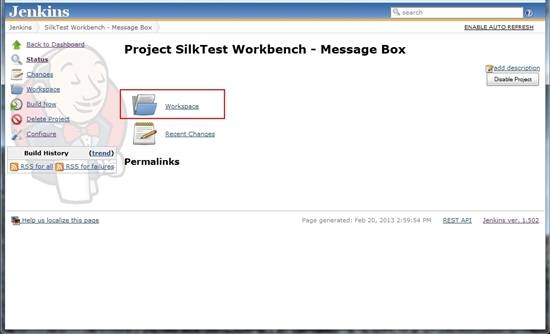 Jenkins
search
Jenkins
SilkTest Workbench - Message Box
ENABLE AUTO REFRESH
Back to Dashboard
Status
Changes
Workspace
Build Now
Delete Project
Configure
Build History (trend)
RSS for all RSS for failures
Project SilkTest Workbench - Message Box
add description
Disable Project
Workspace
Recent Changes
Permalinks
Help us localize this page
Page generated: Feb 20, 2013 2:59:54 PM
REST API
Jenkins ver. 1.502